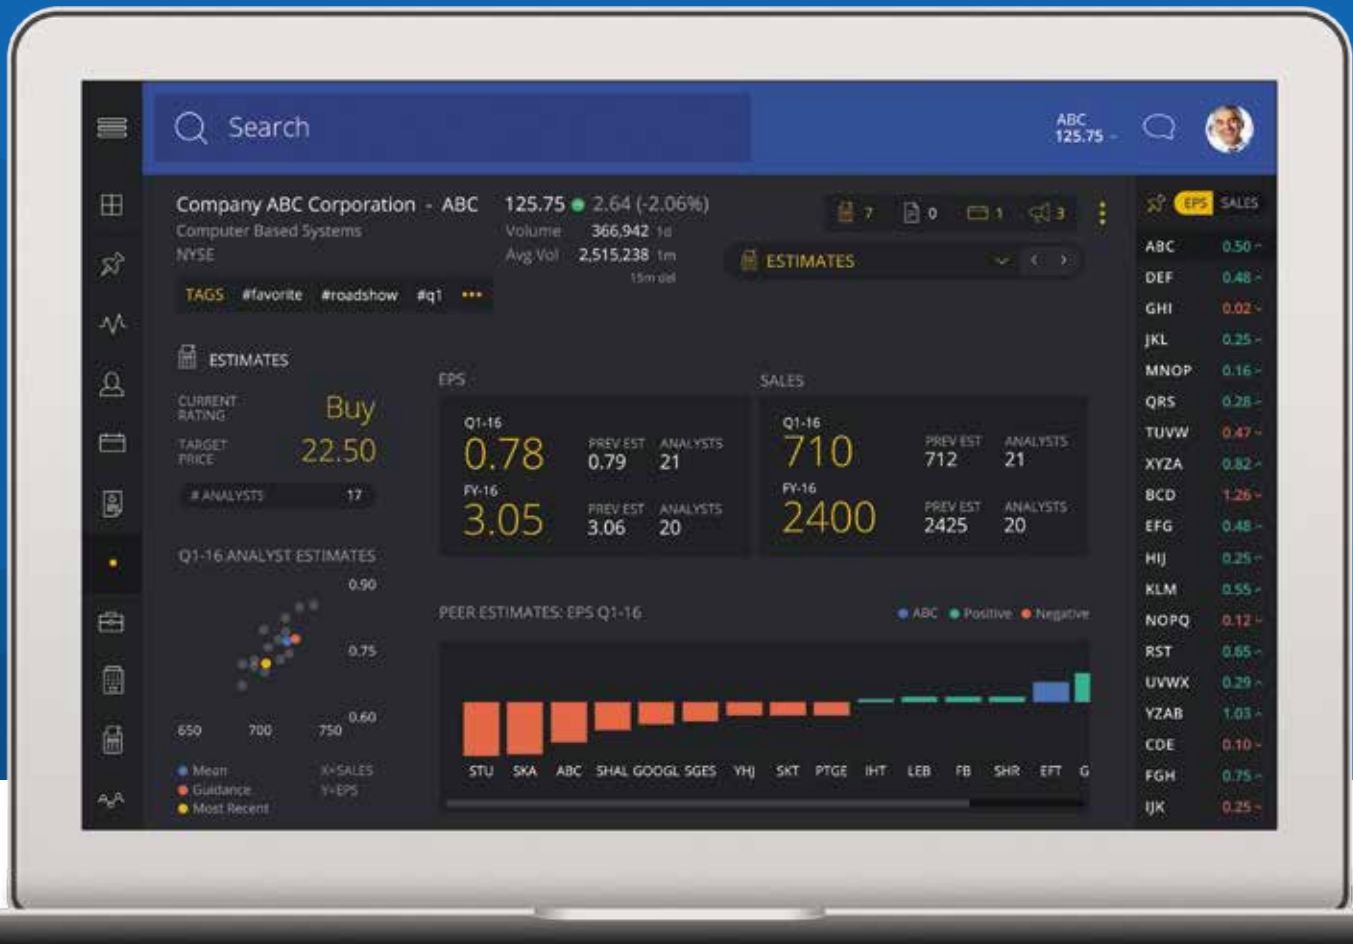 Search
ABC
125.75
Company ABC Corporation - ABC
125.75 2.64 (-2.06%)
Computer Based Systems
Volume 366,942 1d
NYSE
Avg Vol 2,515,238 1m
15m del
TAGS #favorite #roadshow #q1 •••
7 0 1 3
ESTIMATES
ESTIMATES
CURRENT
RATING
Buy
TARGET
PRICE
22.50
# ANALYSTS 17
EPS
Q1-16
0.78
PREV EST ANALYSTS
0.79 21
FY-16
3.05
PREV EST ANALYSTS
3.06 20
SALES
Q1-16
710
PREV EST ANALYSTS
712 21
FY-16
2400
PREV EST ANALYSTS
2425 20
Q1-16 ANALYST ESTIMATES
0.90
0.75
0.60
650 700 750
Mean
Guidance
Most Recent
X=SALES
Y=EPS
PEER ESTIMATES: EPS Q1-16
ABC Positive Negative
STU SKA ABC SHAL GOOGL SGES YHJ SKT PTGE IHT LEB FB SHR EFT G
EPS SALES
ABC 0.50
DEF 0.48
GHI 0.02
JKL 0.25
MNOP 0.16
QRS 0.28
TUVW 0.47
XYZA 0.82
BCD 1.26
EFG 0.48
HIJ 0.25
KLM 0.55
NOPQ 0.12
RST 0.65
UVWX 0.29
YZAB 1.03
CDE 0.10
FGH 0.75
IJK 0.25